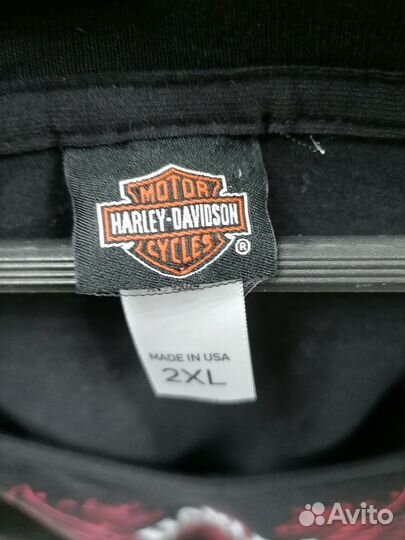 MOTOR
HARLEY-DAVIDSON
CYCLES
®
MADE IN USA
2XL
Avito